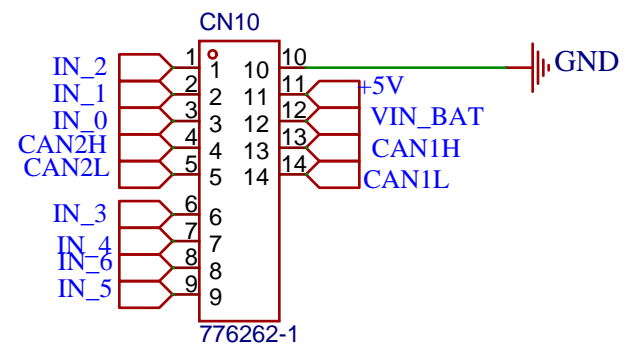 CN10
IN_2 1 1 10 10 GND
IN_1 2 2 11 11 +5V
IN_0 3 3 12 12 VIN_BAT
CAN2H 4 4 13 13 CAN1H
CAN2L 5 5 14 14 CAN1L
IN_3 6 6
IN_4 7 7
IN_6 8 8
IN_5 9 9
776262-1